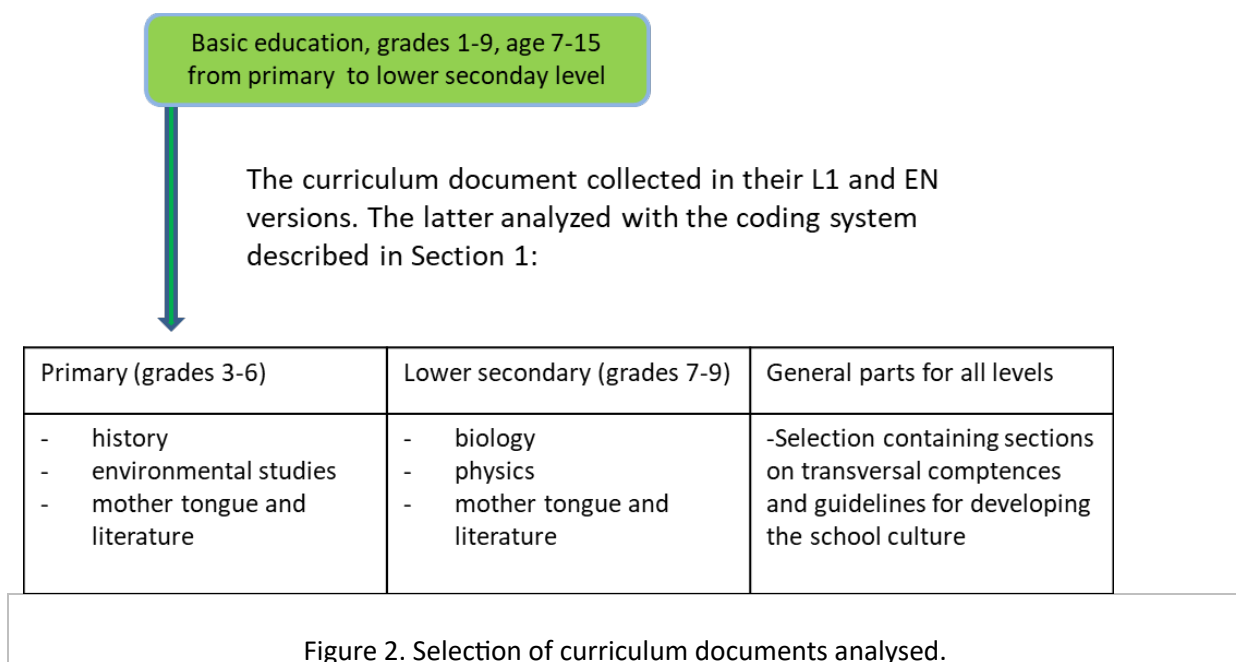 Basic education, grades 1-9, age 7-15
from primary to lower seconday level
The curriculum document collected in their L1 and EN
versions. The latter analyzed with the coding system
described in Section 1:
Primary (grades 3-6)
Lower secondary (grades 7-9)
General parts for all levels
- history
- environmental studies
- mother tongue and
literature
- biology
- physics
- mother tongue and
literature
-Selection containing sections
on transversal comptences
and guidelines for developing
the school culture
Figure 2. Selection of curriculum documents analysed.